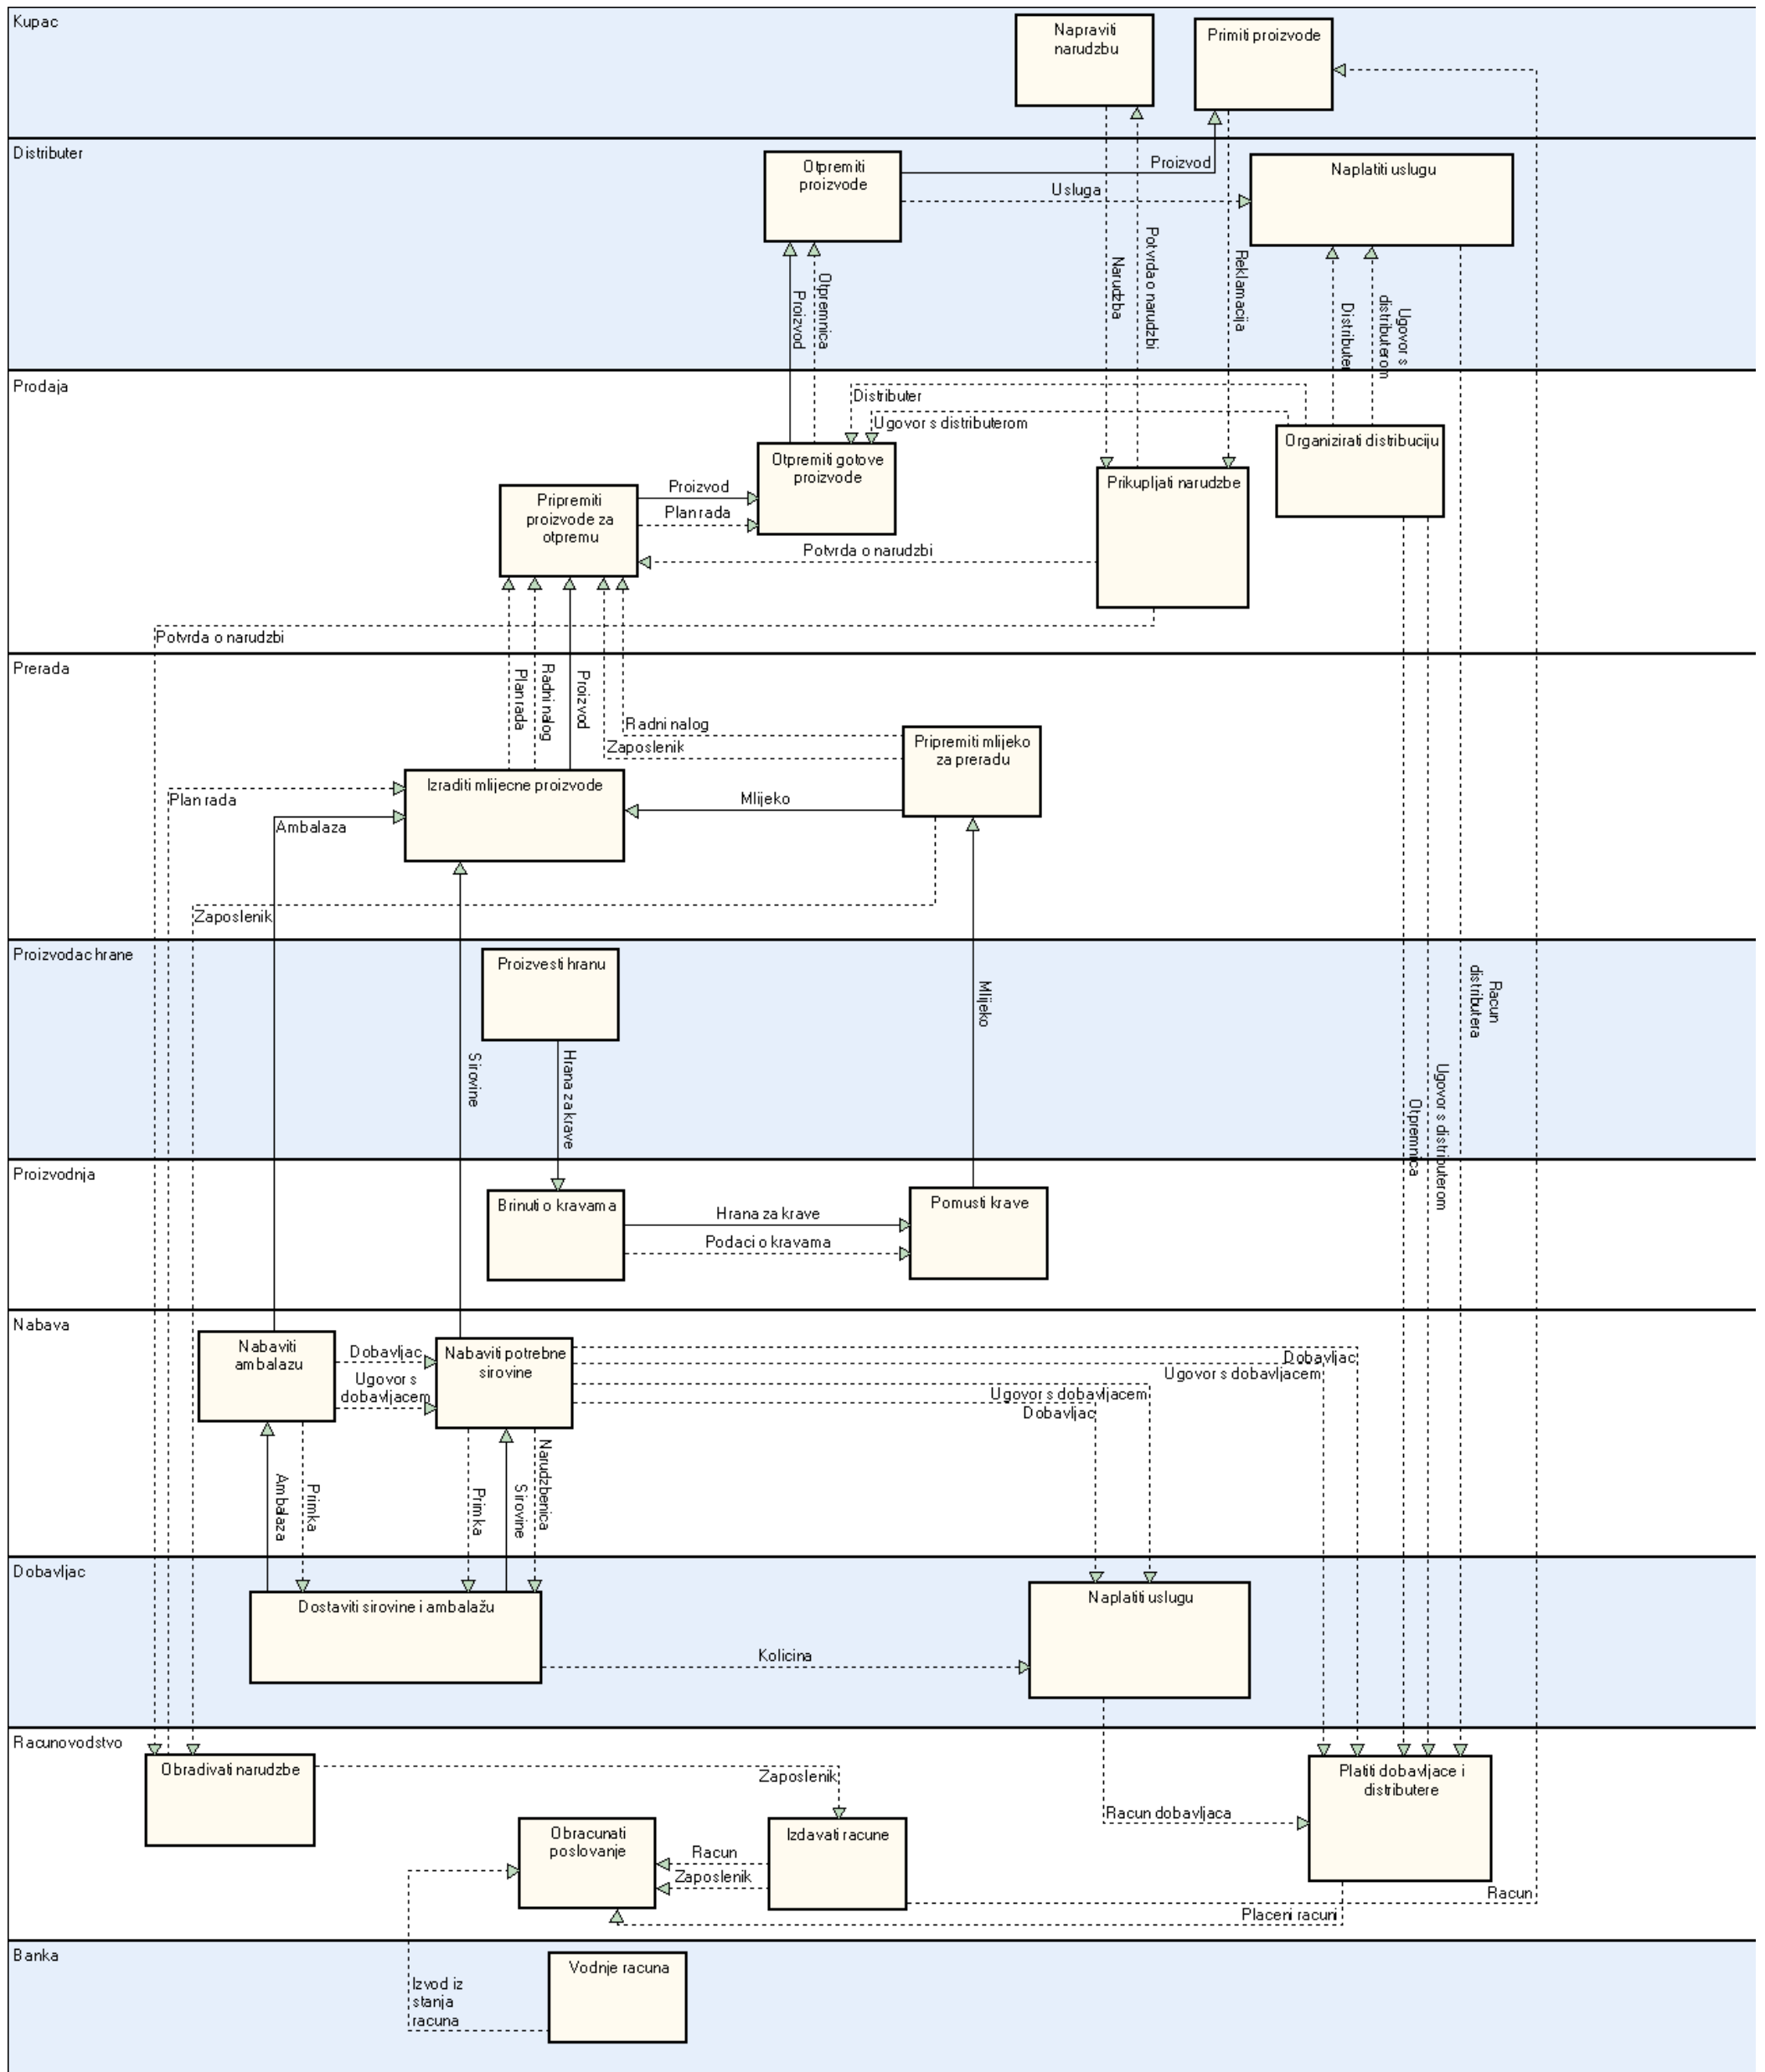 Kupac
Napraviti
narudzbu
Primiti proizvode
Distributer
Otpremiti
proizvode
Proizvod
Naplatiti uslugu
Usluga
Proizvod
Otpremnica
Narudzba
Potvrda o narudzbi
Reklamacija
Distributer
Ugovor s
distributerom
Prodaja
Distributer
Ugovor s distributerom
Organizirati distribuciju
Otpremiti gotove
proizvode
Prikupljati narudzbe
Pripremiti
proizvode za
otpremu
Proizvod
Plan rada
Potvrda o narudzbi
Potvrda o narudzbi
Prerada
Plan rada
Radni nalog
Proizvod
Radni nalog
Zaposlenik
Pripremiti mlijeko
za preradu
Izraditi mlijecne proizvode
Mlijeko
Plan rada
Ambalaza
Zaposlenik
Proizvodac hrane
Proizvesti hranu
Mlijeko
Racun
distributera
Sirovine
Hrana za krave
Ugovor s distributerom
Otpremnica
Proizvodnja
Brinuti o kravama
Hrana za krave
Podaci o kravama
Pomusti krave
Nabava
Nabaviti
ambalazu
Dobavljac
Ugovor s
dobavljacem
Nabaviti potrebne
sirovine
Dobavljac
Ugovor s dobavljacem
Ugovor s dobavljacem
Dobavljac
Ambalaza
Primka
Primka
Sirovine
Narudzbenica
Dobavljac
Dostaviti sirovine i ambalažu
Naplatiti uslugu
Kolicina
Racunovodstvo
Obradivati narudzbe
Zaposlenik
Platiti dobavljace i
distributere
Racun dobavljaca
Obracunati
poslovanje
Izdavati racune
Racun
Zaposlenik
Racun
Placeni racuni
Banka
Vodnje racuna
Izvod iz
stanja
racuna